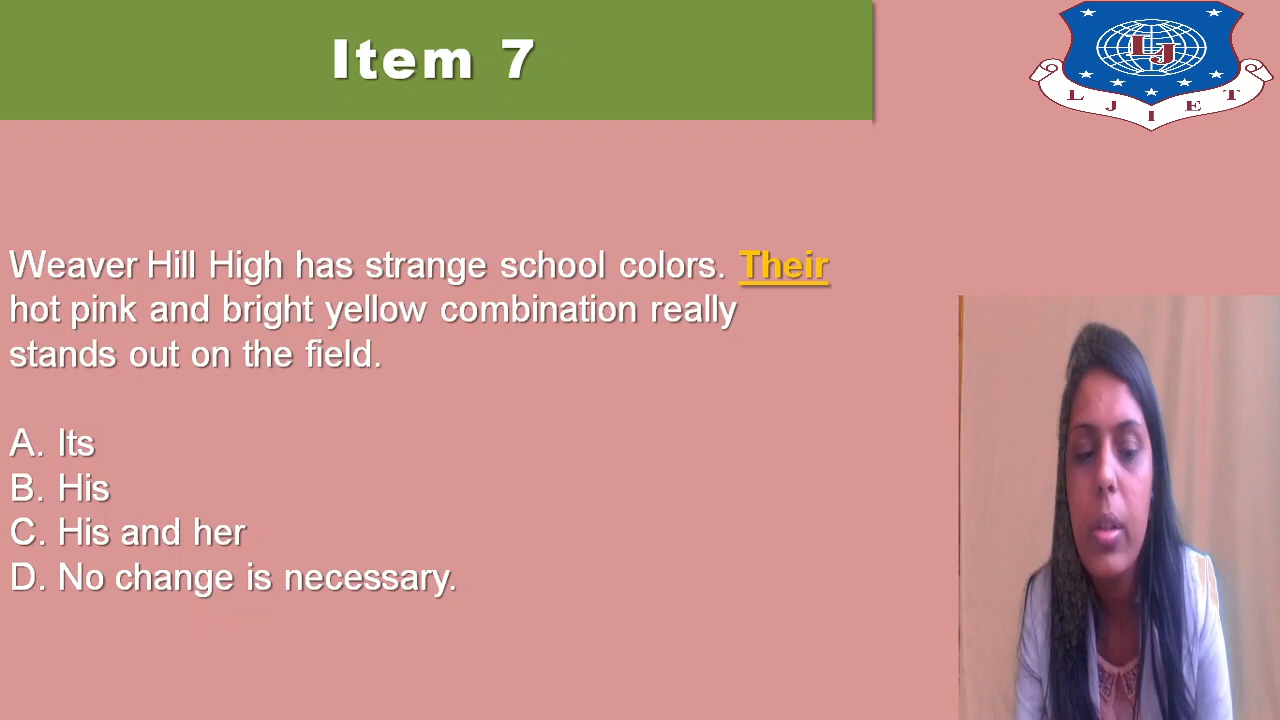 Item 7
LJ
L J I E T
Weaver Hill High has strange school colors. Their
hot pink and bright yellow combination really
stands out on the field.
A. Its
B. His
C. His and her
D. No change is necessary.